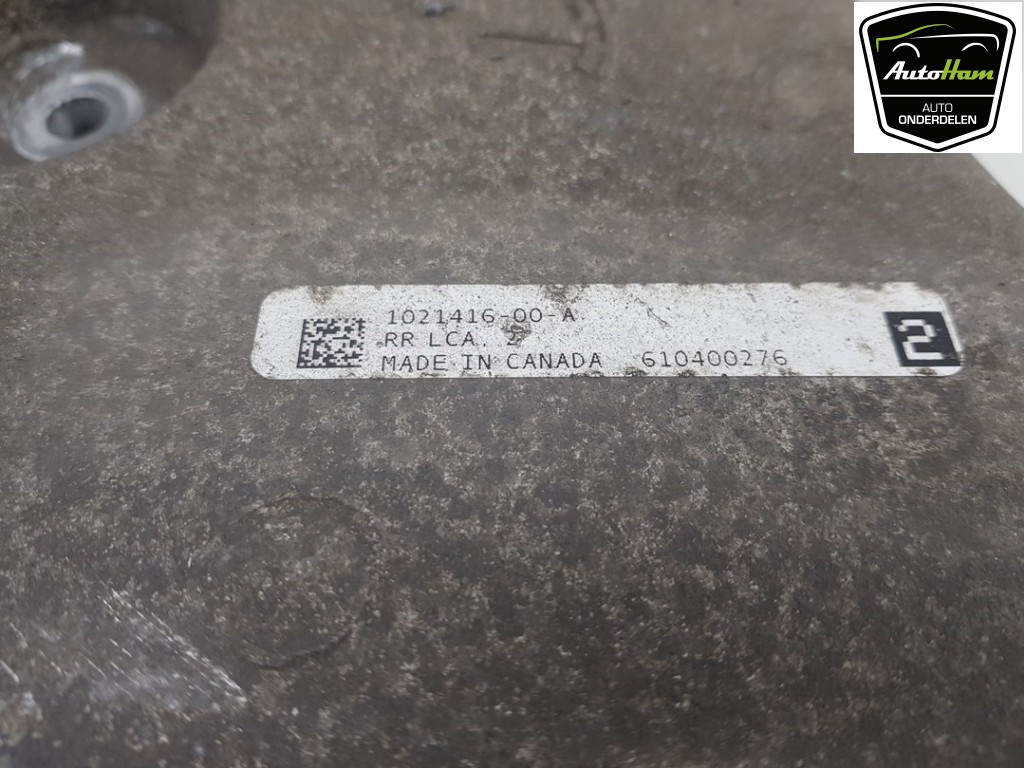 AutoHam
AUTO
ONDERDELEN
1021416-00-A
RR LCA. 2
MADE IN CANADA 610400276
2